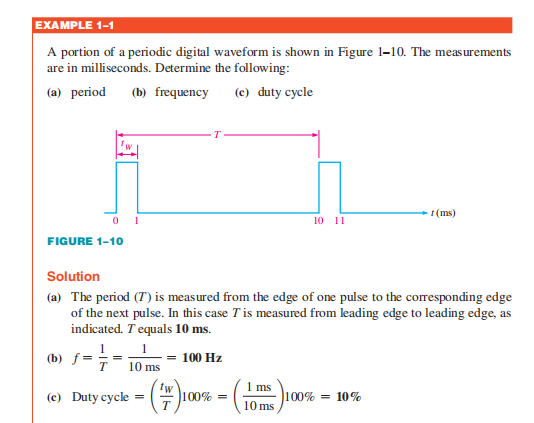 EXAMPLE 1–1
A portion of a periodic digital waveform is shown in Figure 1–10. The measurements
are in milliseconds. Determine the following:
(a) period (b) frequency (c) duty cycle
T
tW
0 1 10 11 t (ms)
FIGURE 1–10
Solution
(a) The period (T) is measured from the edge of one pulse to the corresponding edge
of the next pulse. In this case T is measured from leading edge to leading edge, as
indicated. T equals 10 ms.
(b) f = 1/T = 1/10 ms = 100 Hz
(c) Duty cycle = (tW/T)100% = (1 ms/10 ms)100% = 10%